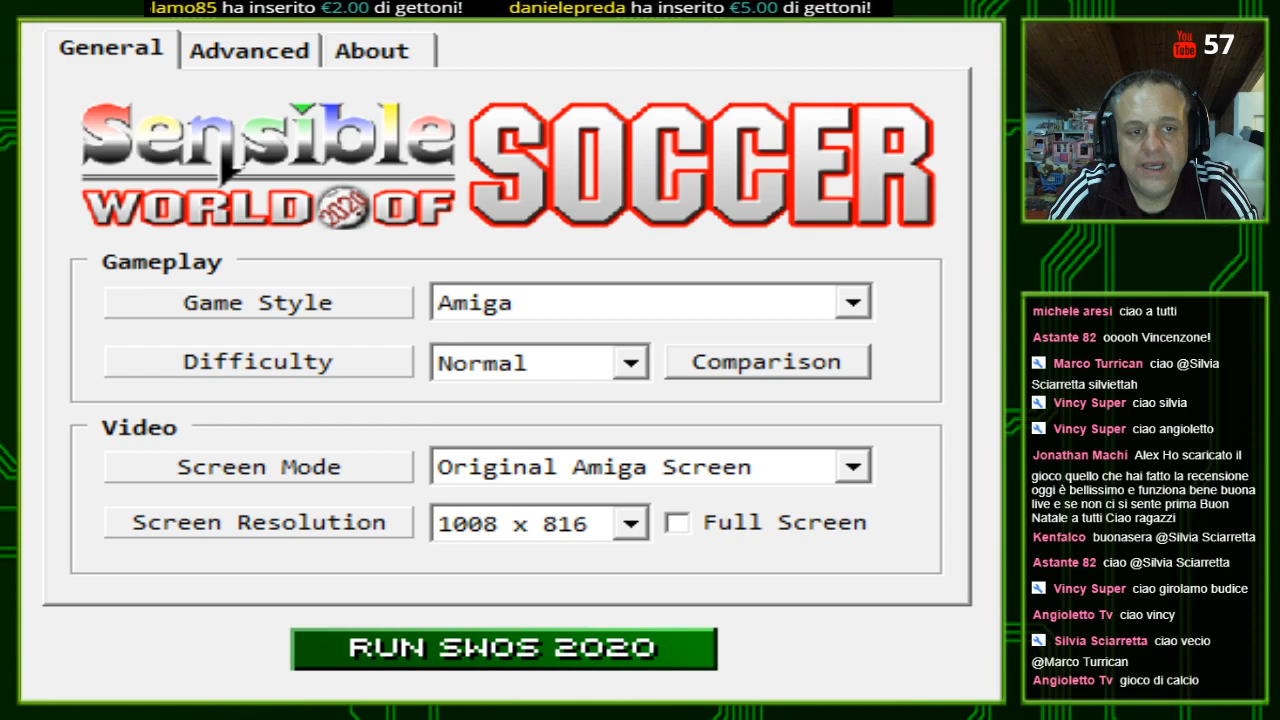 lamo85 ha inserito €2.00 di gettoni!
danielepreda ha inserito €5.00 di gettoni!
General
Advanced
About
Sensible
WORLD 2020 OF
SOCCER
Gameplay
Game Style
Amiga
Difficulty
Normal
Comparison
Video
Screen Mode
Original Amiga Screen
Screen Resolution
1008 x 816
Full Screen
RUN SWOS 2020
You
Tube
57
michele aresi ciao a tutti
Astante 82 ooooh Vincenzone!
Marco Turrican ciao @Silvia
Sciarretta silviettah
Vincy Super ciao silvia
Vincy Super ciao angioletto
Jonathan Machi Alex Ho scaricato il
gioco quello che hai fatto la recensione
oggi è bellissimo e funziona bene buona
live e se non ci si sente prima Buon
Natale a tutti Ciao ragazzi
Kenfalco buonasera @Silvia Sciarretta
Astante 82 ciao @Silvia Sciarretta
Vincy Super ciao girolamo budice
Angioletto Tv ciao vincy
Silvia Sciarretta ciao vecio
@Marco Turrican
Angioletto Tv gioco di calcio